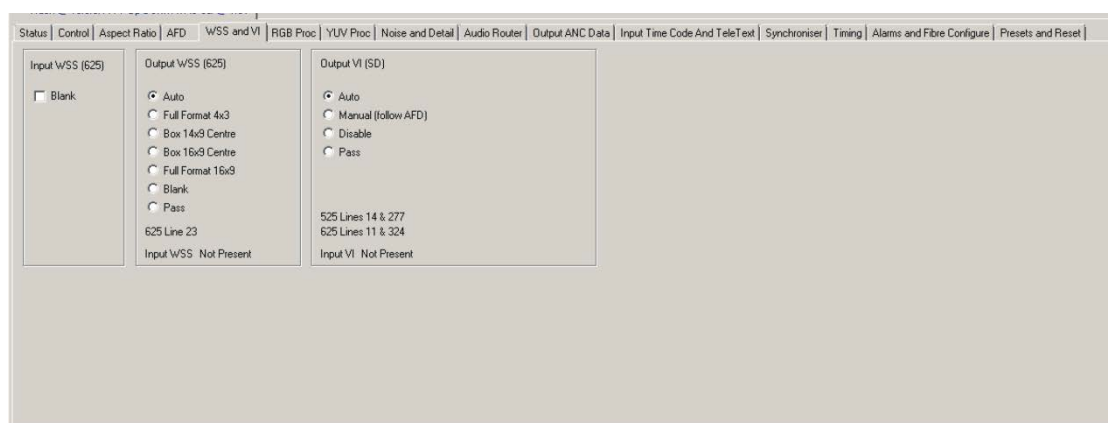 Status Control Aspect Ratio AFD WSS and VI RGB Proc YUV Proc Noise and Detail Audio Router Output ANC Data Input Time Code And TeleText Synchroniser Timing Alarms and Fibre Configure Presets and Reset
Input WSS (625)
Blank
Output WSS (625)
Auto
Full Format 4x3
Box 14x9 Centre
Box 16x9 Centre
Full Format 16x9
Blank
Pass
625 Line 23
Input WSS Not Present
Output VI (SD)
Auto
Manual (follow AFD)
Disable
Pass
525 Lines 14 & 277
625 Lines 11 & 324
Input VI Not Present